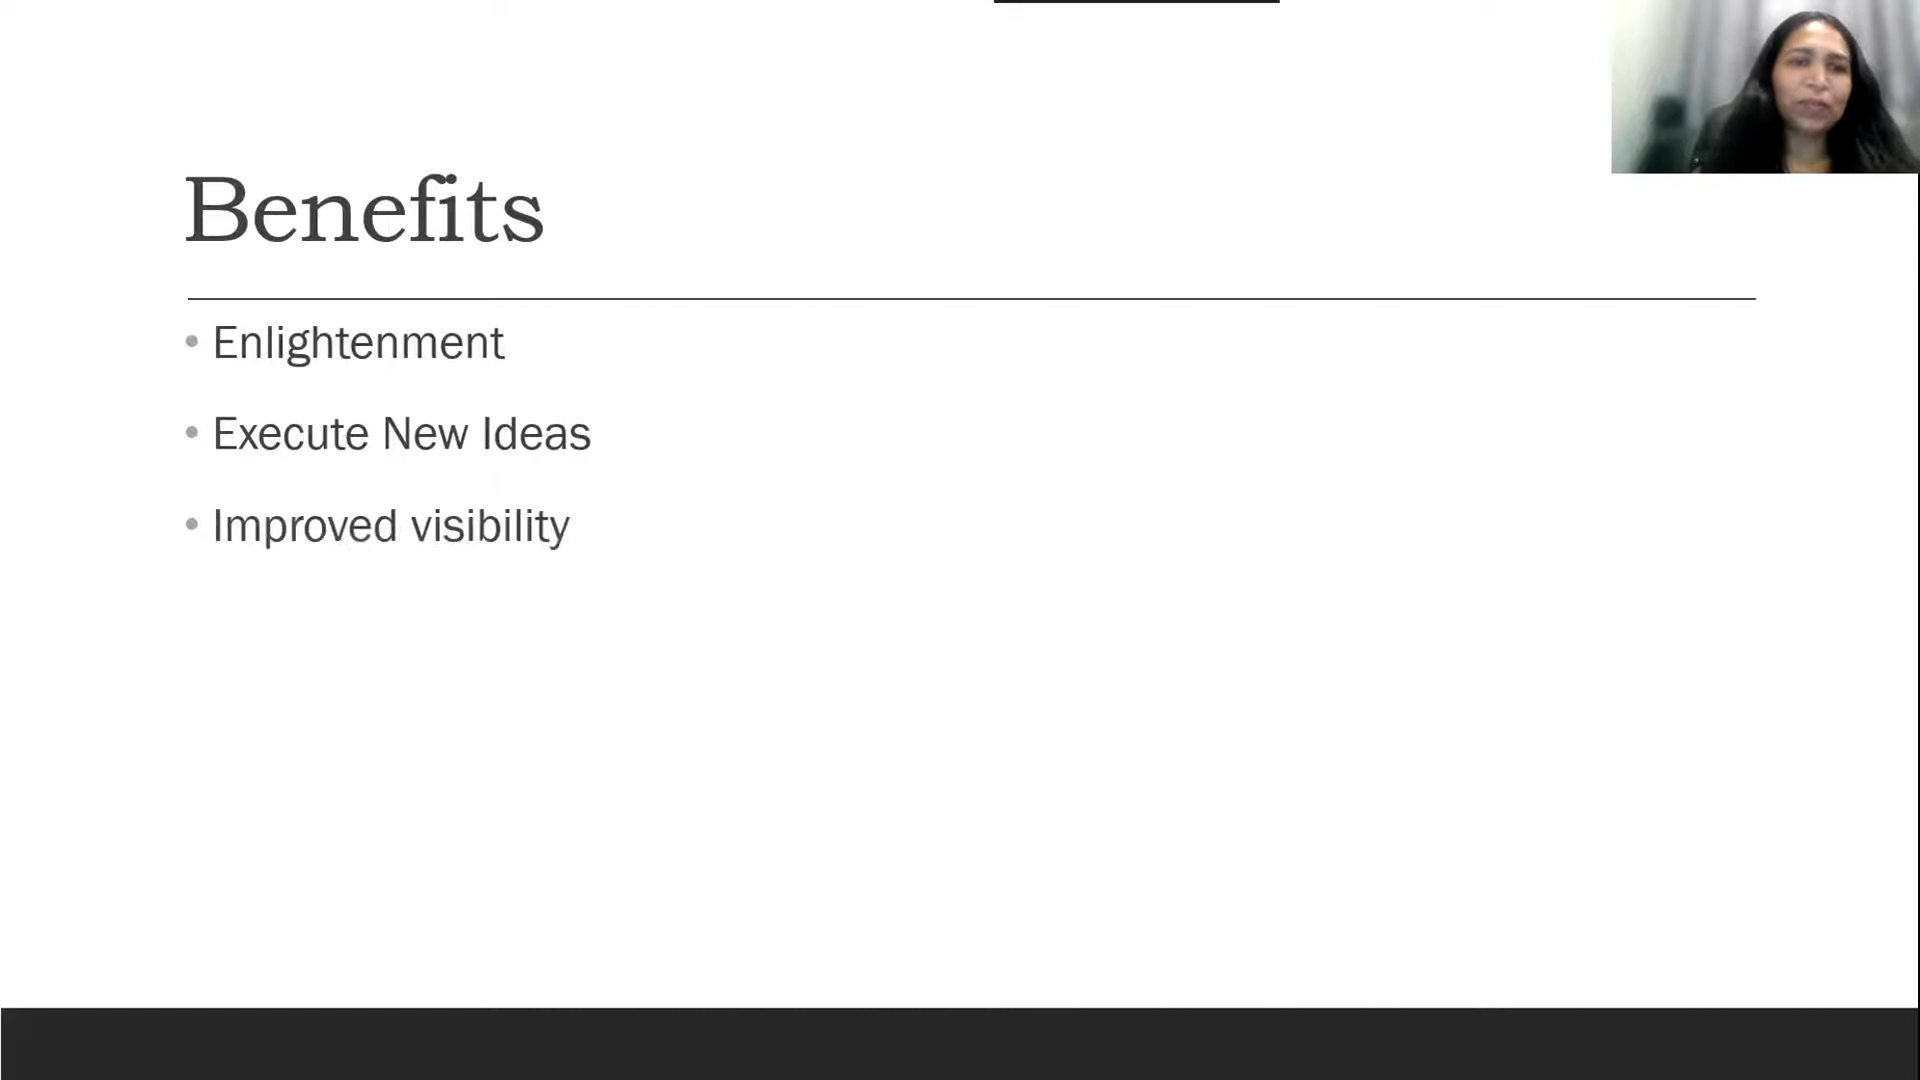 Benefits
• Enlightenment
• Execute New Ideas
• Improved visibility